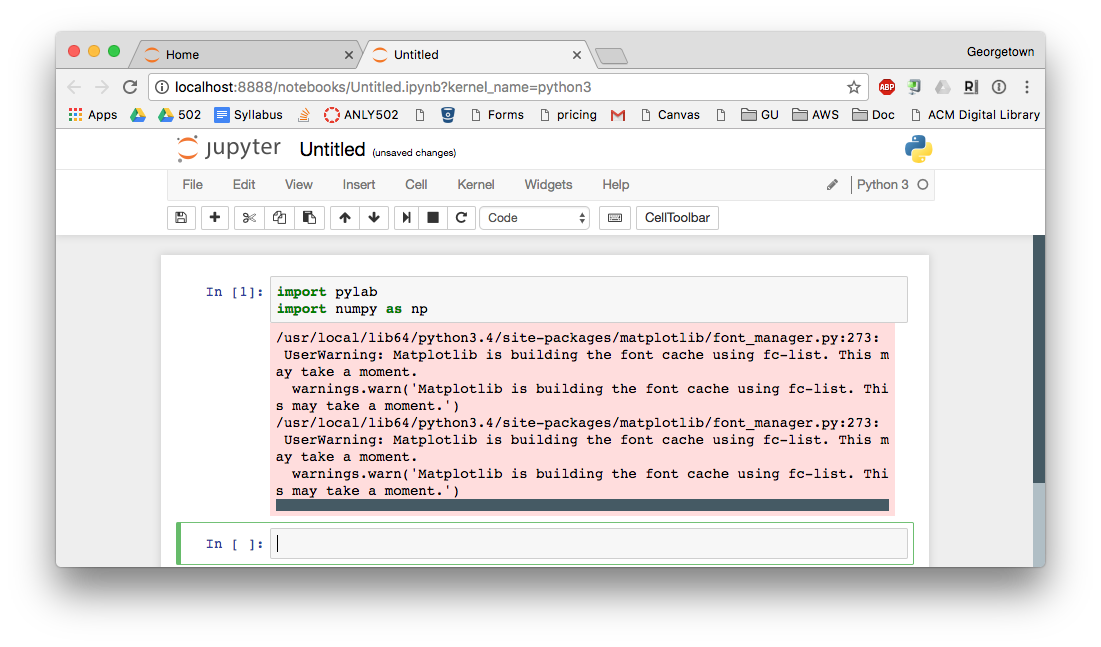 Home
Untitled
Georgetown
localhost:8888/notebooks/Untitled.ipynb?kernel_name=python3
ABP
R
Apps 502 Syllabus ANLY502 Forms pricing Canvas GU AWS Doc ACM Digital Library
jupyter Untitled (unsaved changes)
File Edit View Insert Cell Kernel Widgets Help Python 3
Code CellToolbar
In [1]: import pylab
import numpy as np
/usr/local/lib64/python3.4/site-packages/matplotlib/font_manager.py:273:
 UserWarning: Matplotlib is building the font cache using fc-list. This m
ay take a moment.
  warnings.warn('Matplotlib is building the font cache using fc-list. Thi
s may take a moment.')
/usr/local/lib64/python3.4/site-packages/matplotlib/font_manager.py:273:
 UserWarning: Matplotlib is building the font cache using fc-list. This m
ay take a moment.
  warnings.warn('Matplotlib is building the font cache using fc-list. Thi
s may take a moment.')
In [ ]: